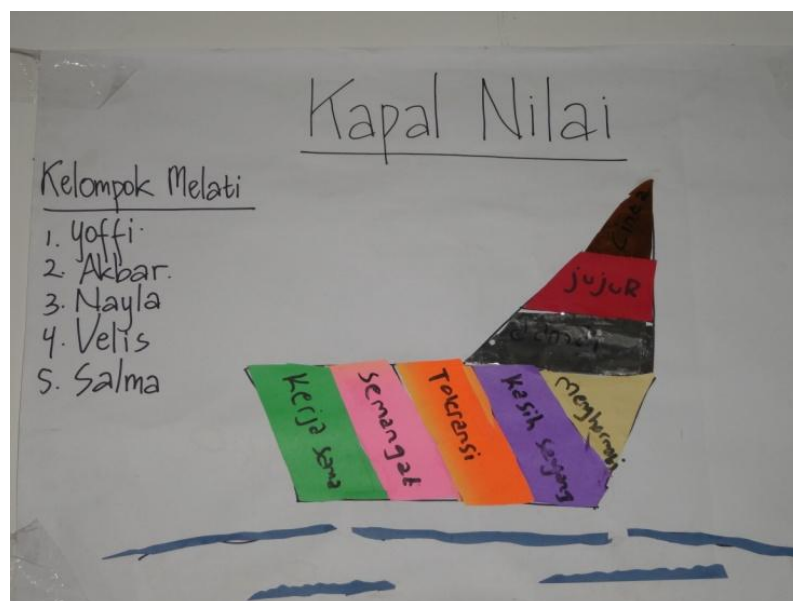 Kapal Nilai
Kelompok Melati
1. Yoffi
2. Akbar.
3. Nayla
4. Velis
5. Salma
Cinta
jujuR
Kerja sama
Semangat
Toleransi
Kasih Sayang
menghormati